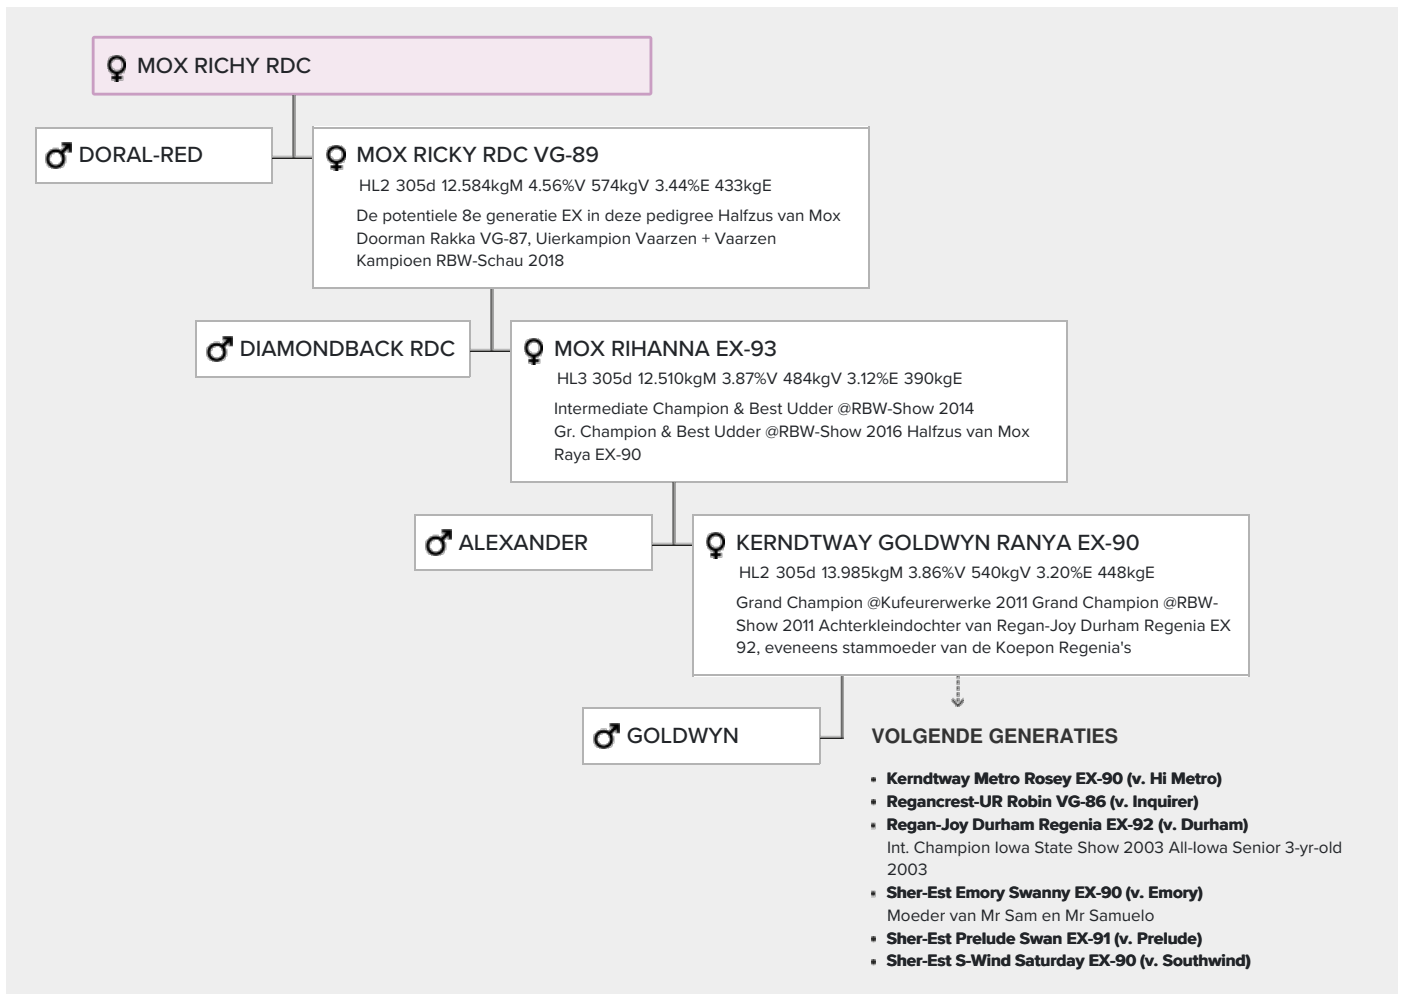 MOX RICHY RDC
DORAL-RED
MOX RICKY RDC VG-89
HL2 305d 12.584kgM 4.56%V 574kgV 3.44%E 433kgE
De potentiele 8e generatie EX in deze pedigree Halfzus van Mox
Doorman Rakka VG-87, Uierkampion Vaarzen + Vaarzen
Kampioen RBW-Schau 2018
DIAMONDBACK RDC
MOX RIHANNA EX-93
HL3 305d 12.510kgM 3.87%V 484kgV 3.12%E 390kgE
Intermediate Champion & Best Udder @RBW-Show 2014
Gr. Champion & Best Udder @RBW-Show 2016 Halfzus van Mox
Raya EX-90
ALEXANDER
KERNDTWAY GOLDWYN RANYA EX-90
HL2 305d 13.985kgM 3.86%V 540kgV 3.20%E 448kgE
Grand Champion @Kufeurerwerke 2011 Grand Champion @RBW-
Show 2011 Achterkleindochter van Regan-Joy Durham Regenia EX
92, eveneens stammoeder van de Koepon Regenia's
GOLDWYN
VOLGENDE GENERATIES
• Kerndtway Metro Rosey EX-90 (v. Hi Metro)
• Regancrest-UR Robin VG-86 (v. Inquirer)
• Regan-Joy Durham Regenia EX-92 (v. Durham)
Int. Champion Iowa State Show 2003 All-Iowa Senior 3-yr-old
2003
• Sher-Est Emory Swanny EX-90 (v. Emory)
Moeder van Mr Sam en Mr Samuelo
• Sher-Est Prelude Swan EX-91 (v. Prelude)
• Sher-Est S-Wind Saturday EX-90 (v. Southwind)